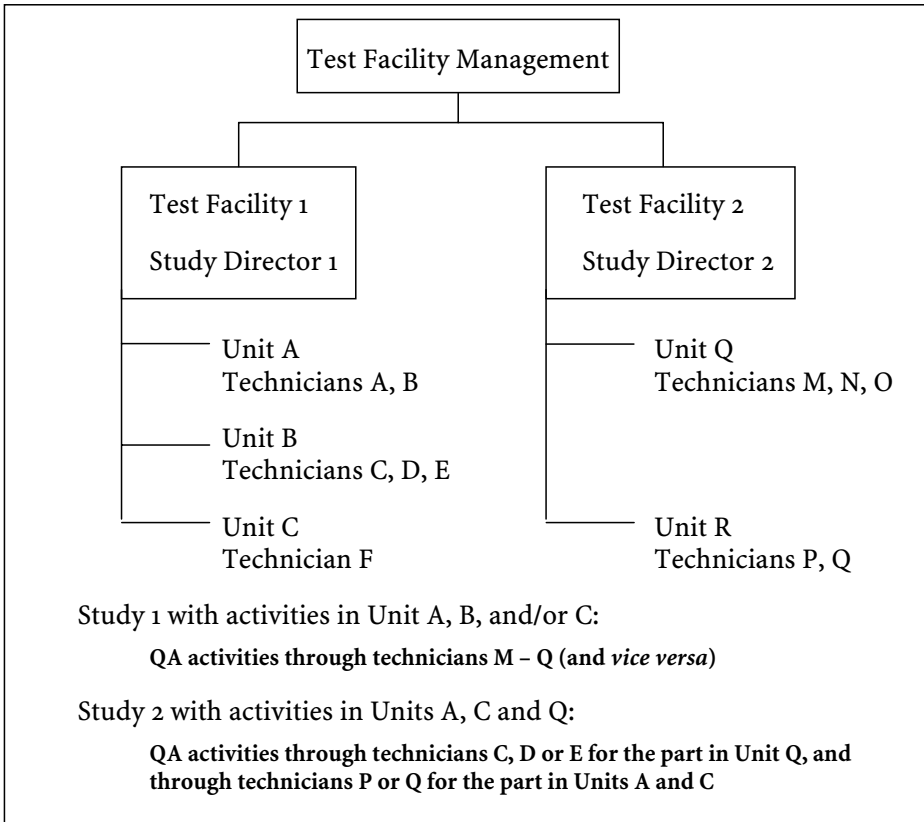 Test Facility Management
Test Facility 1
Study Director 1
Test Facility 2
Study Director 2
Unit A
Technicians A, B
Unit B
Technicians C, D, E
Unit C
Technician F
Unit Q
Technicians M, N, O
Unit R
Technicians P, Q
Study 1 with activities in Unit A, B, and/or C:
QA activities through technicians M – Q (and vice versa)
Study 2 with activities in Units A, C and Q:
QA activities through technicians C, D or E for the part in Unit Q, and
through technicians P or Q for the part in Units A and C